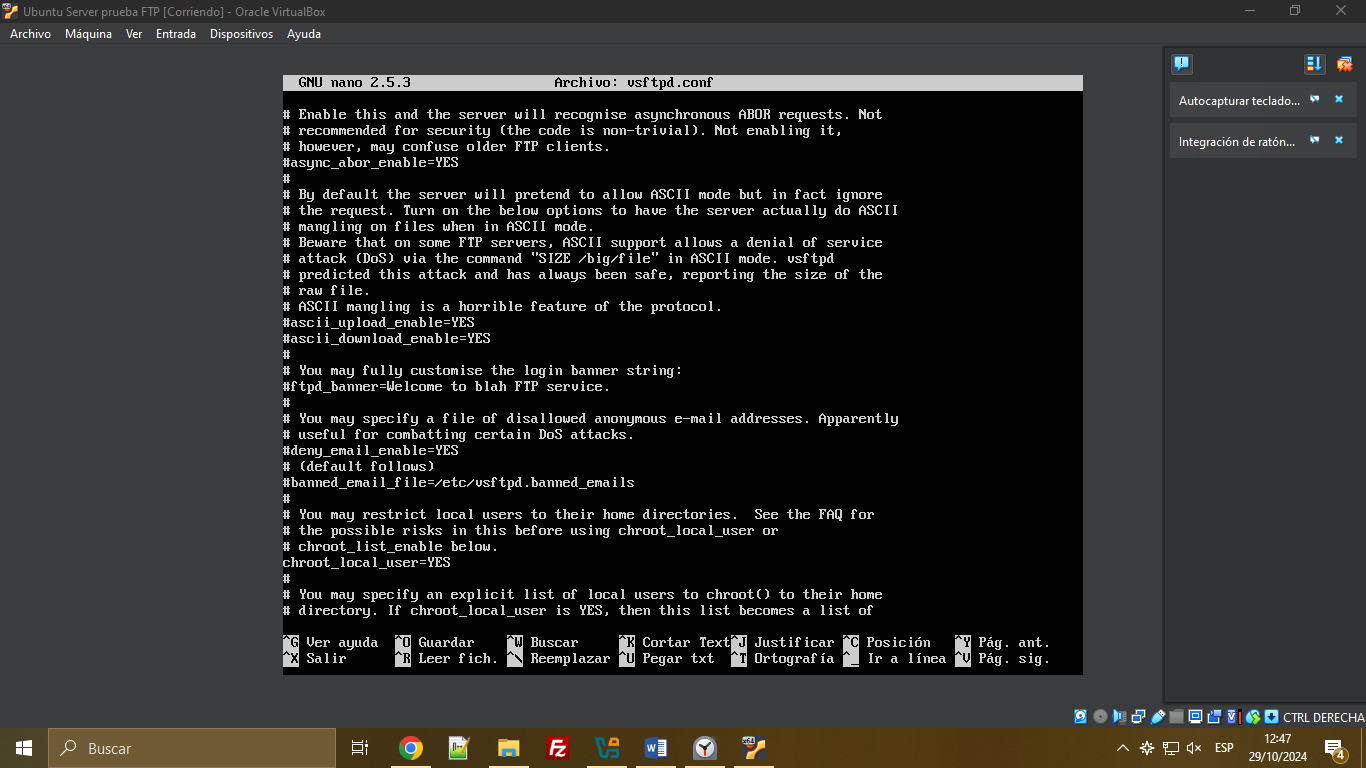 Ubuntu Server prueba FTP [Corriendo] - Oracle VirtualBox
Archivo Máquina Ver Entrada Dispositivos Ayuda
GNU nano 2.5.3 Archivo: vsftpd.conf
# Enable this and the server will recognise asynchronous ABOR requests. Not
# recommended for security (the code is non-trivial). Not enabling it,
# however, may confuse older FTP clients.
#async_abor_enable=YES
#
# By default the server will pretend to allow ASCII mode but in fact ignore
# the request. Turn on the below options to have the server actually do ASCII
# mangling on files when in ASCII mode.
# Beware that on some FTP servers, ASCII support allows a denial of service
# attack (DoS) via the command "SIZE /big/file" in ASCII mode. vsftpd
# predicted this attack and has always been safe, reporting the size of the
# raw file.
# ASCII mangling is a horrible feature of the protocol.
#ascii_upload_enable=YES
#ascii_download_enable=YES
#
# You may fully customise the login banner string:
#ftpd_banner=Welcome to blah FTP service.
#
# You may specify a file of disallowed anonymous e-mail addresses. Apparently
# useful for combatting certain DoS attacks.
#deny_email_enable=YES
# (default follows)
#banned_email_file=/etc/vsftpd.banned_emails
#
# You may restrict local users to their home directories.  See the FAQ for
# the possible risks in this before using chroot_local_user or
# chroot_list_enable below.
chroot_local_user=YES
#
# You may specify an explicit list of local users to chroot() to their home
# directory. If chroot_local_user is YES, then this list becomes a list of
^G Ver ayuda ^O Guardar ^W Buscar ^K Cortar Text ^J Justificar ^C Posición ^Y Pág. ant.
^X Salir ^R Leer fich. ^\ Reemplazar ^U Pegar txt ^T Ortografía ^_ Ir a línea ^V Pág. sig.
Autocapturar teclado...
Integración de ratón...
CTRL DERECHA
Buscar
ESP
12:47
29/10/2024
4